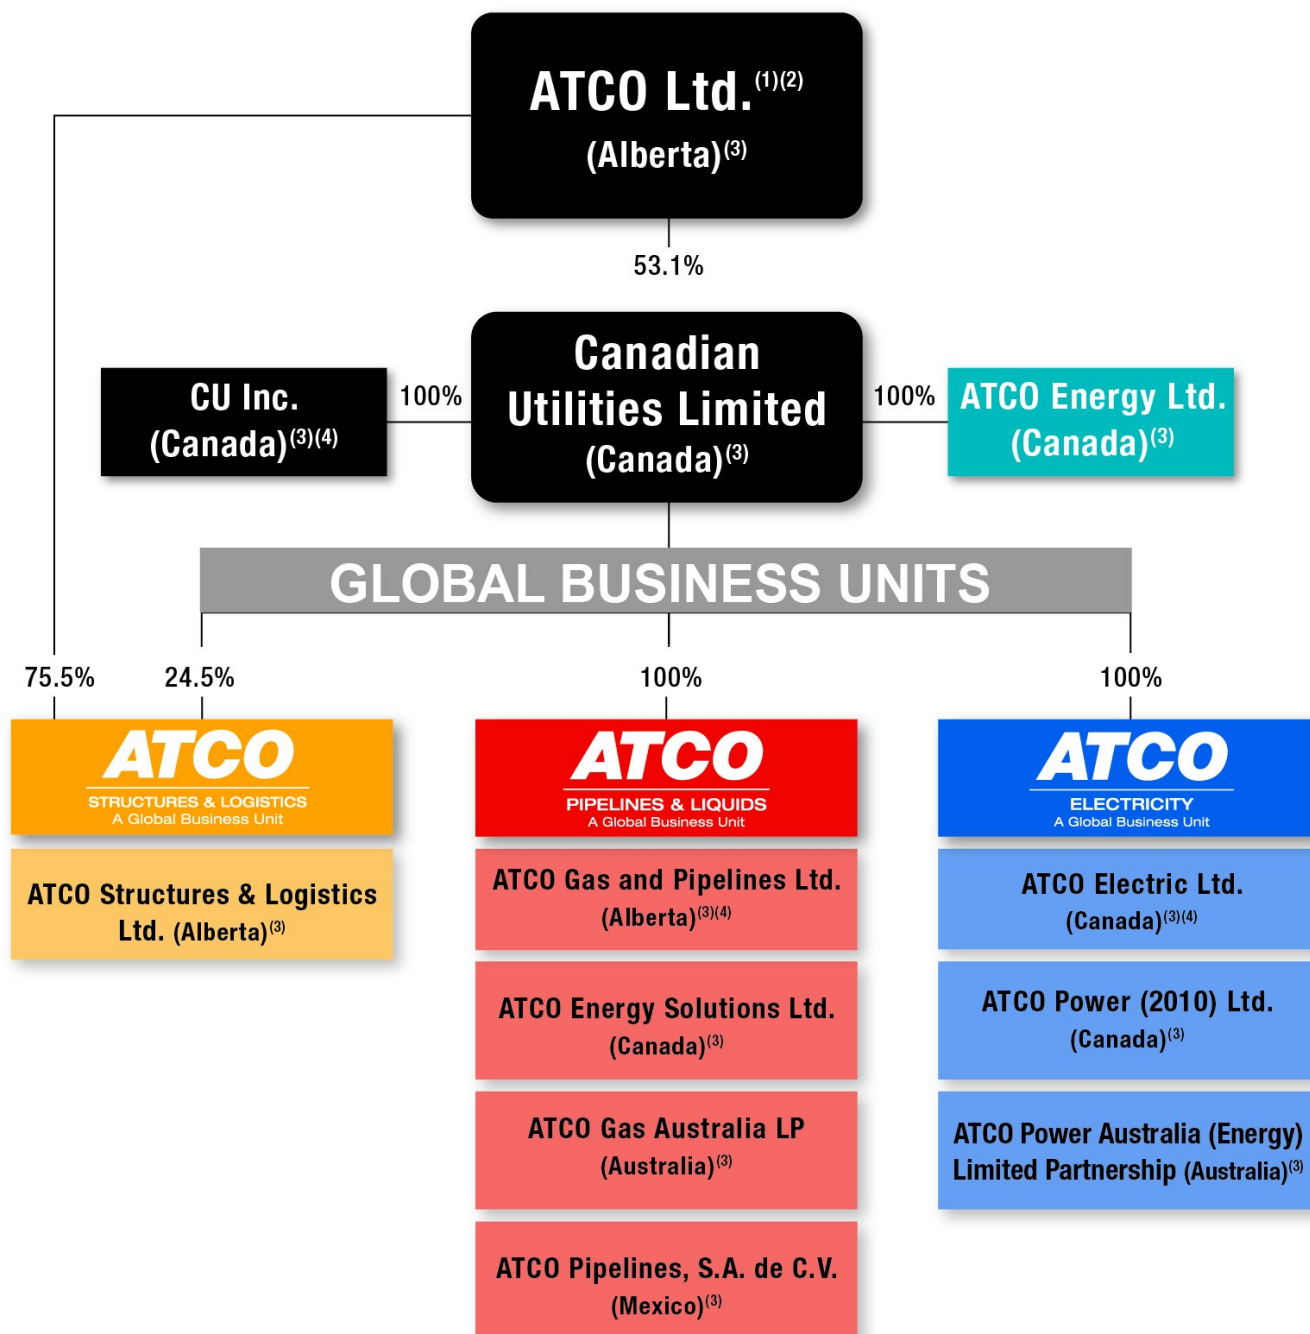 ATCO Ltd.(1)(2)
(Alberta)(3)
53.1%
Canadian
Utilities Limited
(Canada)(3)
CU Inc.
(Canada)(3)(4)
100%
100%
ATCO Energy Ltd.
(Canada)(3)
GLOBAL BUSINESS UNITS
75.5%
24.5%
100%
100%
ATCO
STRUCTURES & LOGISTICS
A Global Business Unit
ATCO Structures & Logistics
Ltd. (Alberta)(3)
ATCO
PIPELINES & LIQUIDS
A Global Business Unit
ATCO Gas and Pipelines Ltd.
(Alberta)(3)(4)
ATCO Energy Solutions Ltd.
(Canada)(3)
ATCO Gas Australia LP
(Australia)(3)
ATCO Pipelines, S.A. de C.V.
(Mexico)(3)
ATCO
ELECTRICITY
A Global Business Unit
ATCO Electric Ltd.
(Canada)(3)(4)
ATCO Power (2010) Ltd.
(Canada)(3)
ATCO Power Australia (Energy)
Limited Partnership (Australia)(3)